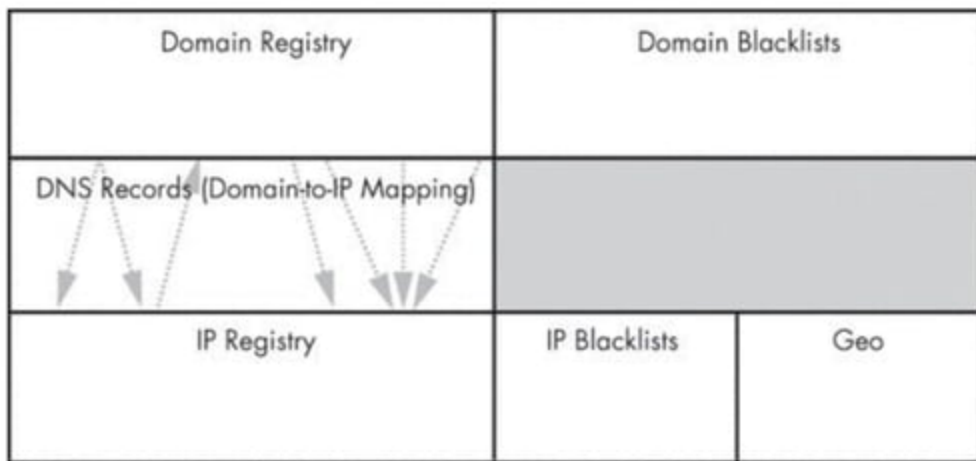 Domain Registry
Domain Blacklists
DNS Records (Domain-to-IP Mapping)
IP Registry
IP Blacklists
Geo